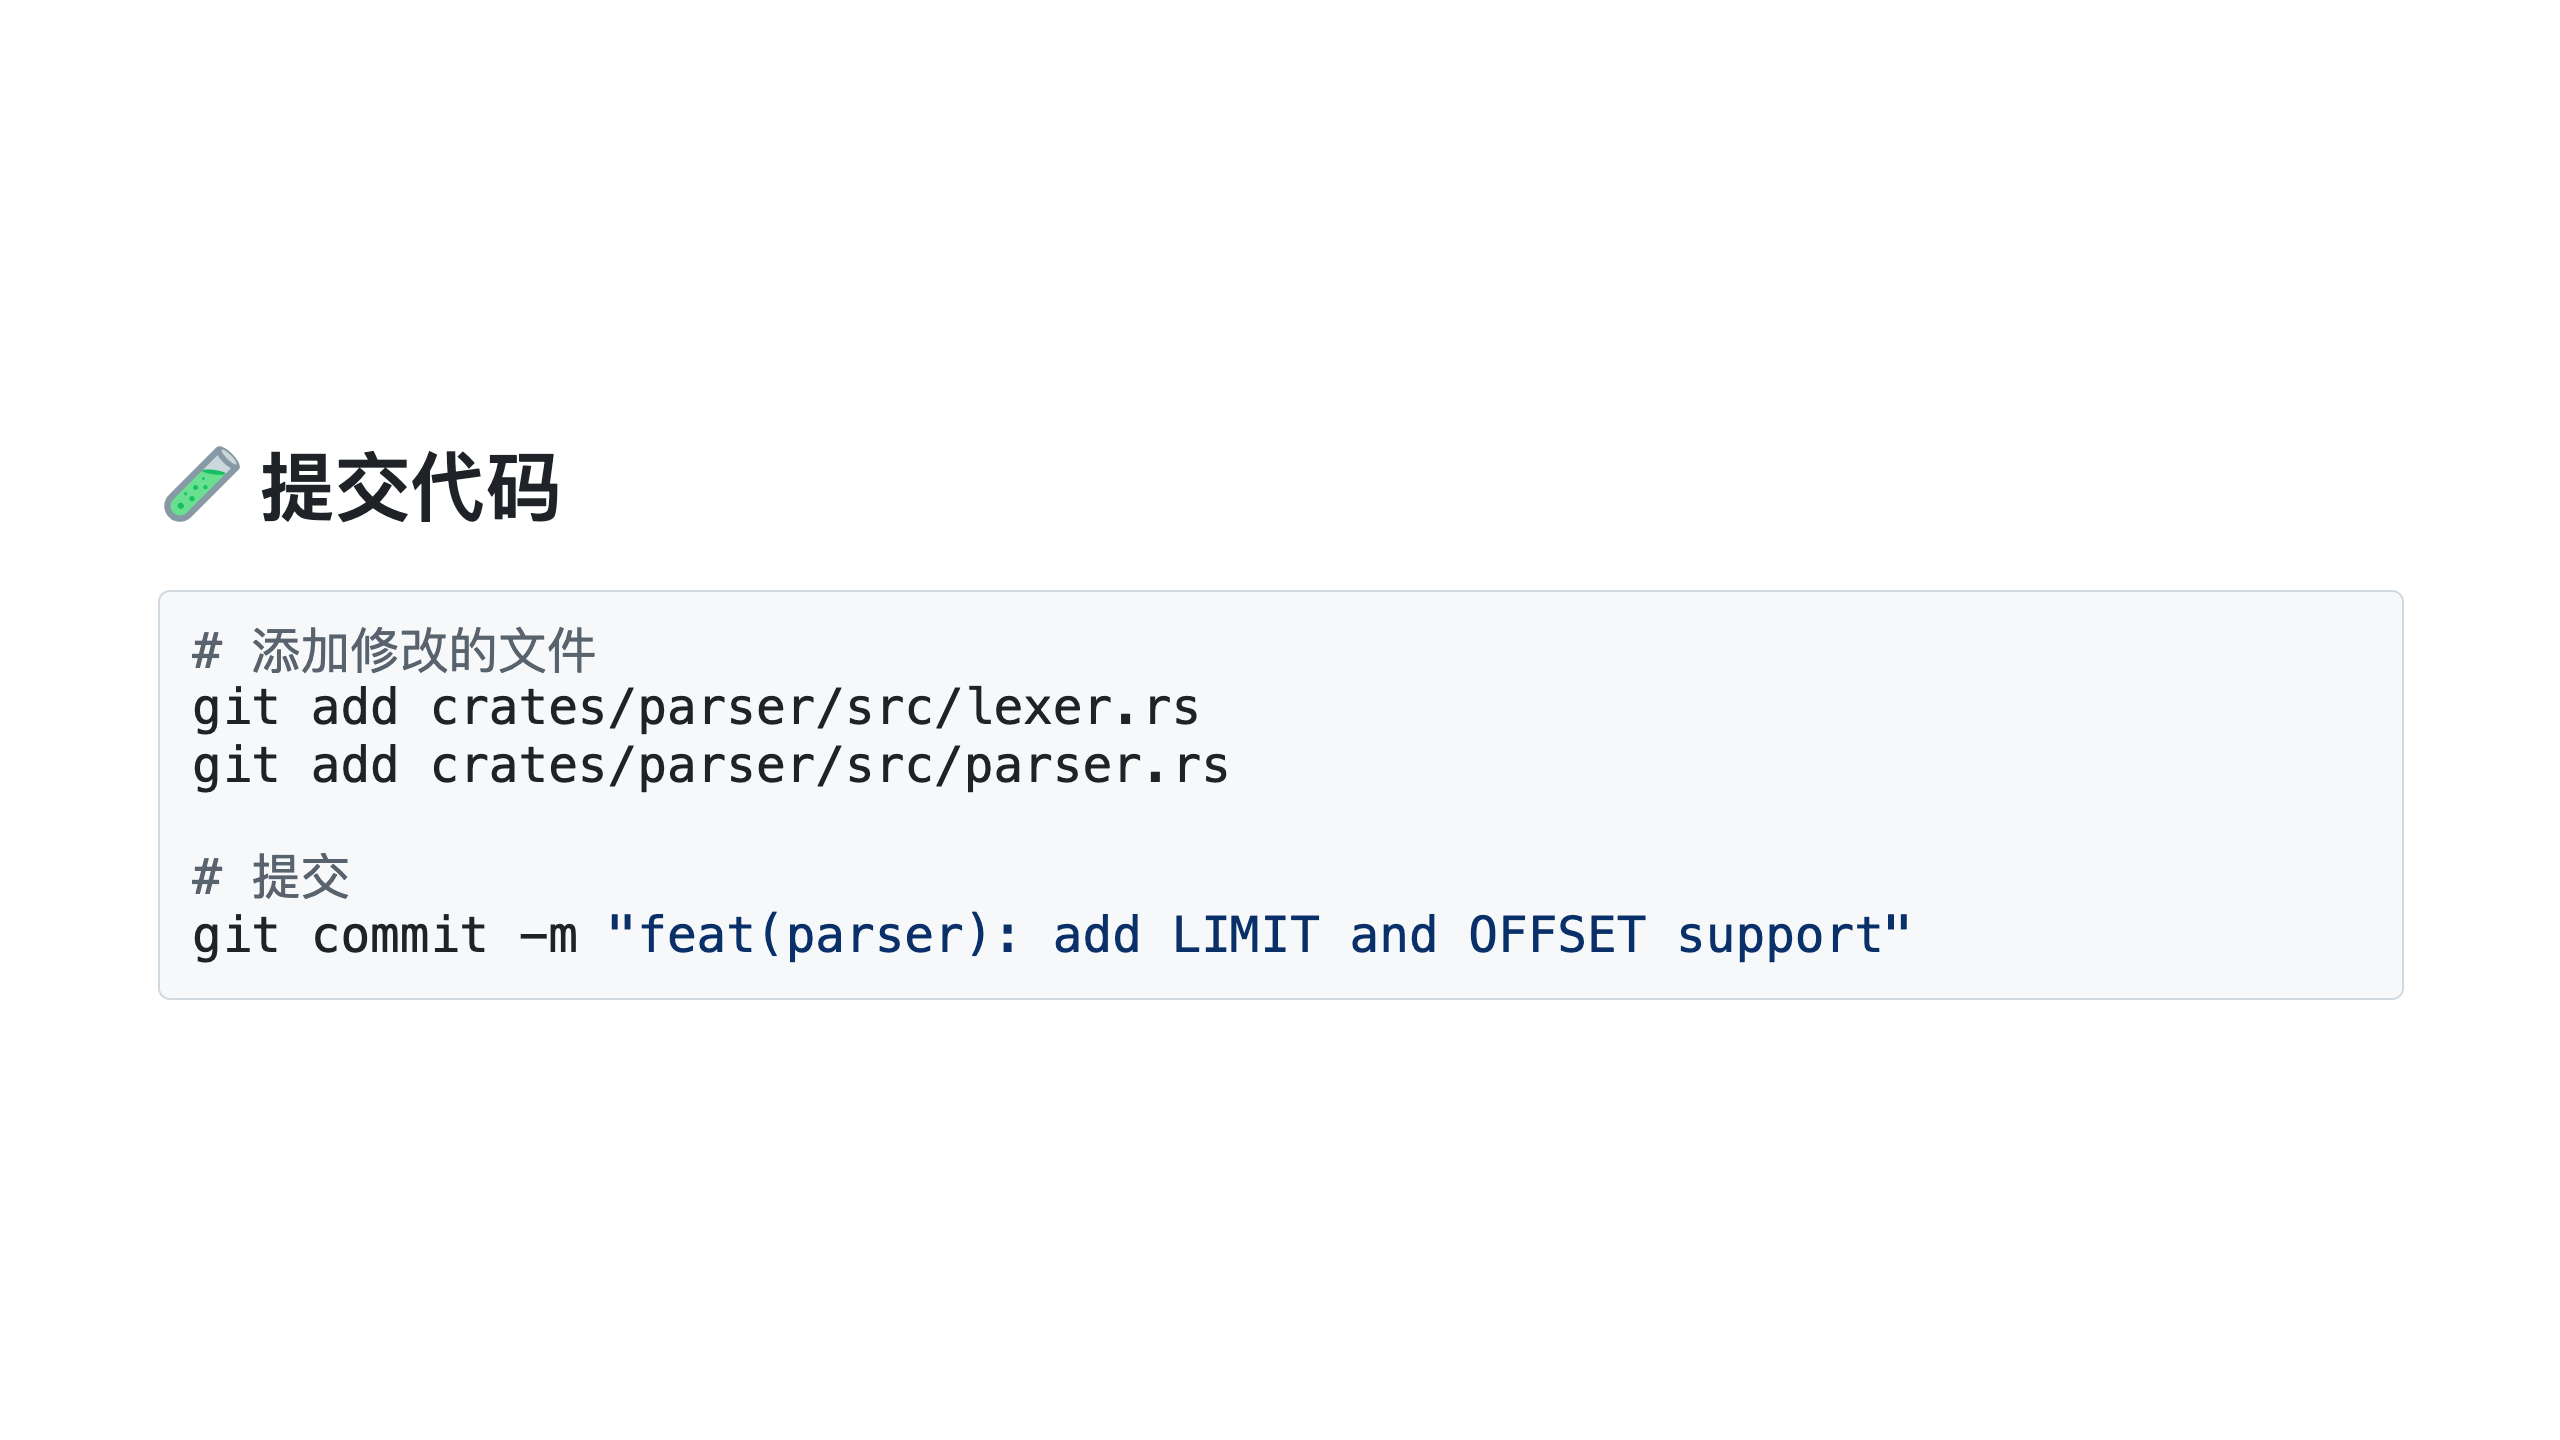 🧪 提交代码
# 添加修改的文件
git add crates/parser/src/lexer.rs
git add crates/parser/src/parser.rs
# 提交
git commit -m "feat(parser): add LIMIT and OFFSET support"